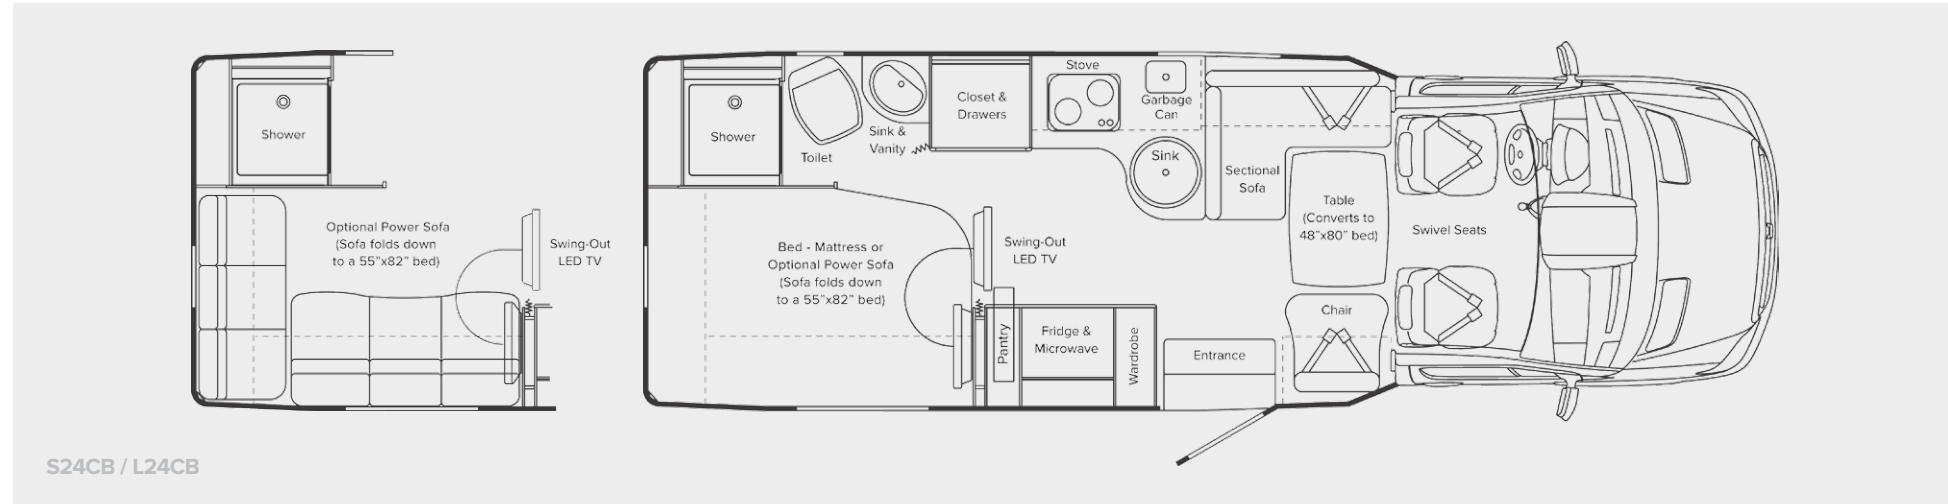 Shower
Optional Power Sofa
(Sofa folds down
to a 55”x82” bed)
Swing-Out
LED TV
Shower
Toilet
Sink &
Vanity
Closet &
Drawers
Stove
Garbage
Can
Sink
Sectional
Sofa
Table
(Converts to
48”x80” bed)
Swivel Seats
Bed - Mattress or
Optional Power Sofa
(Sofa folds down
to a 55”x82” bed)
Swing-Out
LED TV
Pantry
Fridge &
Microwave
Wardrobe
Entrance
Chair
S24CB / L24CB